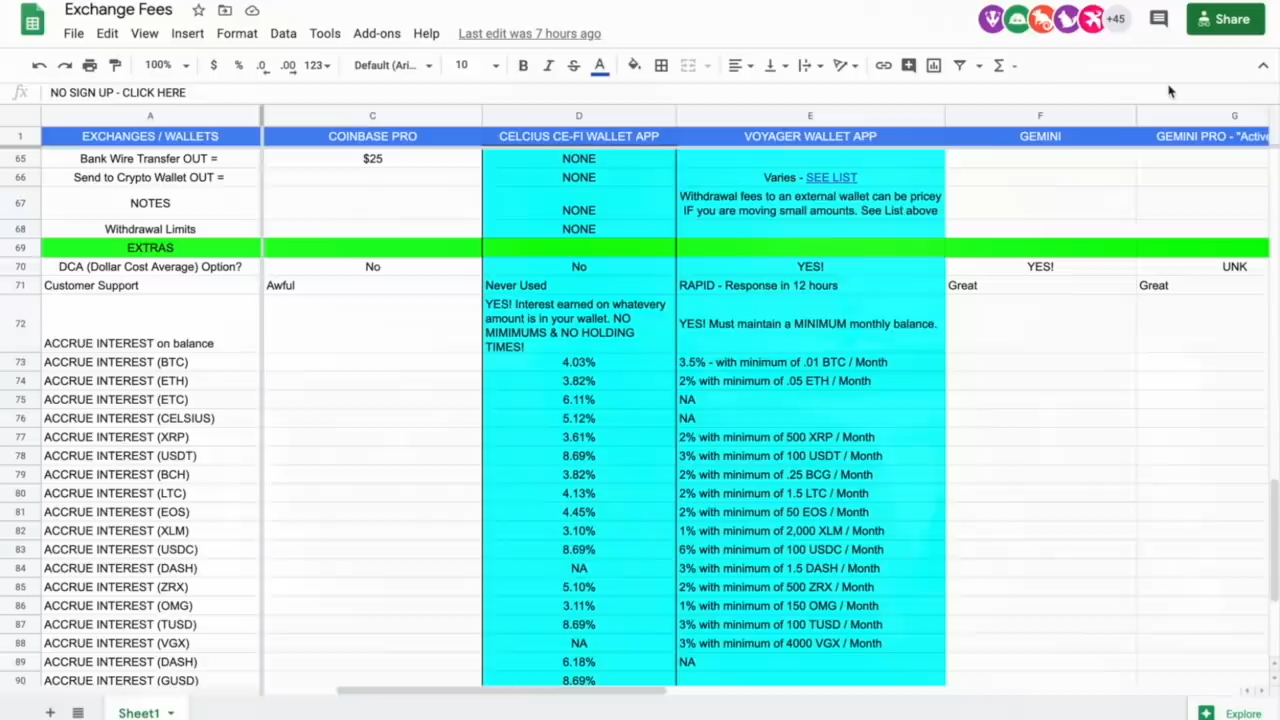 Exchange Fees
+45
Share
File Edit View Insert Format Data Tools Add-ons Help Last edit was 7 hours ago
100% $ % .0 .00 123 Default (Ari... 10 B I S A
fx NO SIGN UP - CLICK HERE
A C D E F G
1 EXCHANGES / WALLETS COINBASE PRO CELCIUS CE-FI WALLET APP VOYAGER WALLET APP GEMINI GEMINI PRO - "Active
65 Bank Wire Transfer OUT = $25 NONE
66 Send to Crypto Wallet OUT = NONE Varies - SEE LIST
67 NOTES NONE Withdrawal fees to an external wallet can be pricey
IF you are moving small amounts. See List above
68 Withdrawal Limits NONE
69 EXTRAS
70 DCA (Dollar Cost Average) Option? No No YES! YES! UNK
71 Customer Support Awful Never Used RAPID - Response in 12 hours Great Great
72 ACCRUE INTEREST on balance
YES! Interest earned on whatevery
amount is in your wallet. NO
MIMIMUMS & NO HOLDING
TIMES!
YES! Must maintain a MINIMUM monthly balance.
73 ACCRUE INTEREST (BTC) 4.03% 3.5% - with minimum of .01 BTC / Month
74 ACCRUE INTEREST (ETH) 3.82% 2% with minimum of .05 ETH / Month
75 ACCRUE INTEREST (ETC) 6.11% NA
76 ACCRUE INTEREST (CELSIUS) 5.12% NA
77 ACCRUE INTEREST (XRP) 3.61% 2% with minimum of 500 XRP / Month
78 ACCRUE INTEREST (USDT) 8.69% 3% with minimum of 100 USDT / Month
79 ACCRUE INTEREST (BCH) 3.82% 2% with minimum of .25 BCG / Month
80 ACCRUE INTEREST (LTC) 4.13% 2% with minimum of 1.5 LTC / Month
81 ACCRUE INTEREST (EOS) 4.45% 2% with minimum of 50 EOS / Month
82 ACCRUE INTEREST (XLM) 3.10% 1% with minimum of 2,000 XLM / Month
83 ACCRUE INTEREST (USDC) 8.69% 6% with minimum of 100 USDC / Month
84 ACCRUE INTEREST (DASH) NA 3% with minimum of 1.5 DASH / Month
85 ACCRUE INTEREST (ZRX) 5.10% 2% with minimum of 500 ZRX / Month
86 ACCRUE INTEREST (OMG) 3.11% 1% with minimum of 150 OMG / Month
87 ACCRUE INTEREST (TUSD) 8.69% 3% with minimum of 100 TUSD / Month
88 ACCRUE INTEREST (VGX) NA 3% with minimum of 4000 VGX / Month
89 ACCRUE INTEREST (DASH) 6.18% NA
90 ACCRUE INTEREST (GUSD) 8.69%
Sheet1
Explore